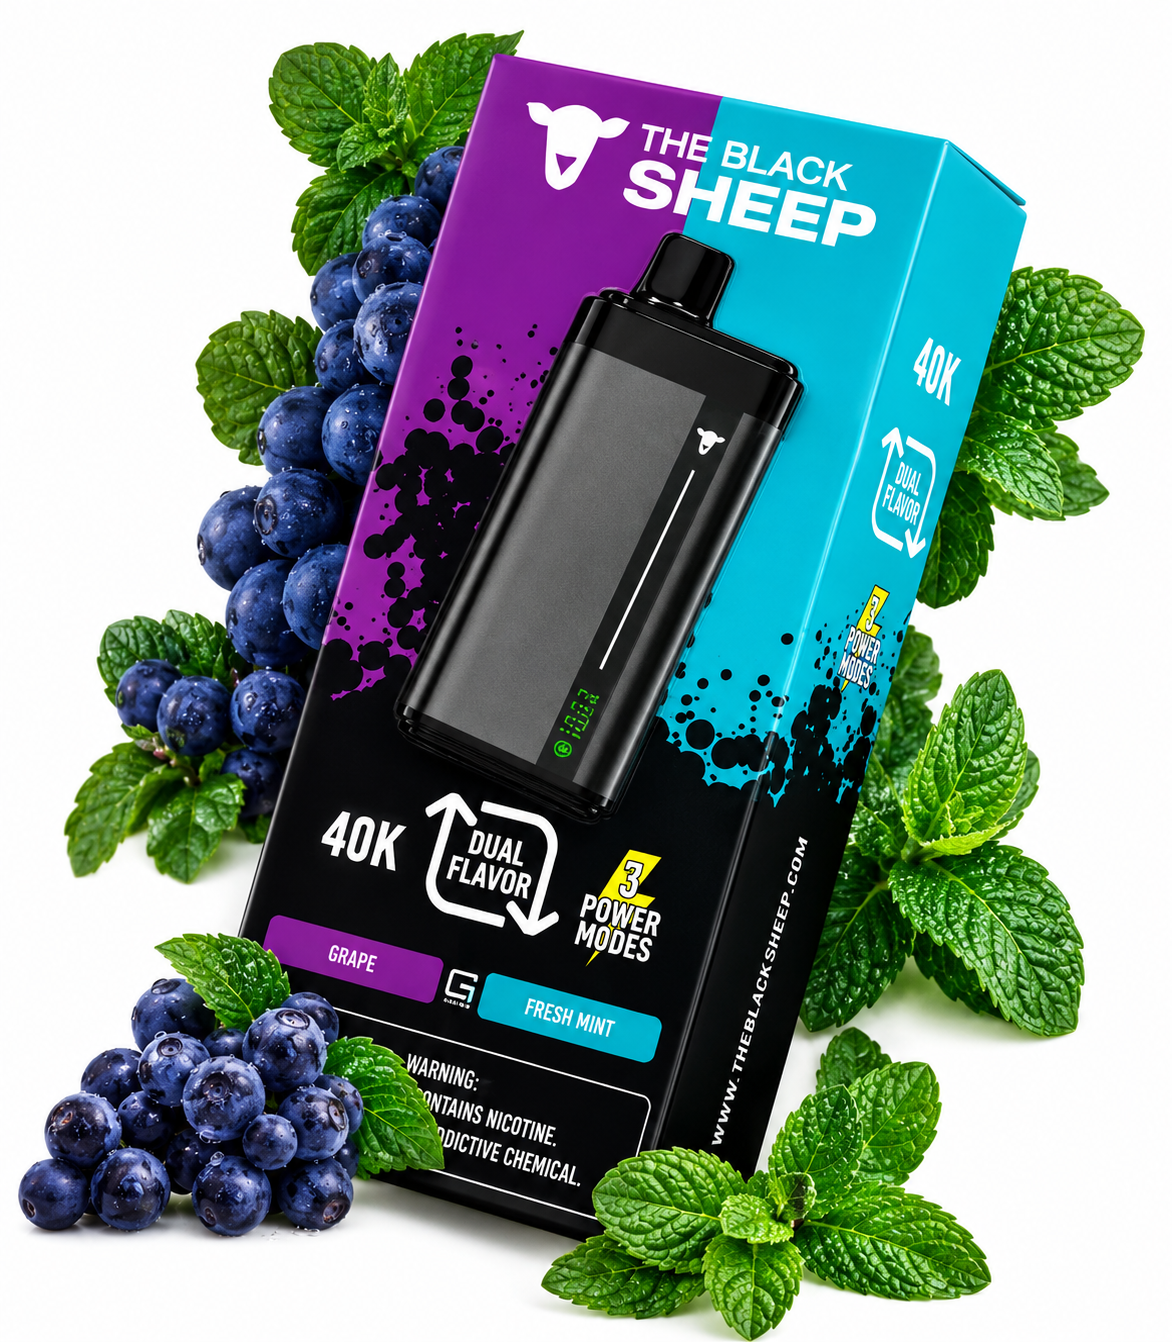 THE BLACK
SHEEP
40K
DUAL
FLAVOR
3
POWER
MODES
40K
DUAL
FLAVOR
3
POWER
MODES
GRAPE
FRESH MINT
WARNING:
CONTAINS NICOTINE.
ADDICTIVE CHEMICAL.
WWW.THEBLACKSHEEP.COM